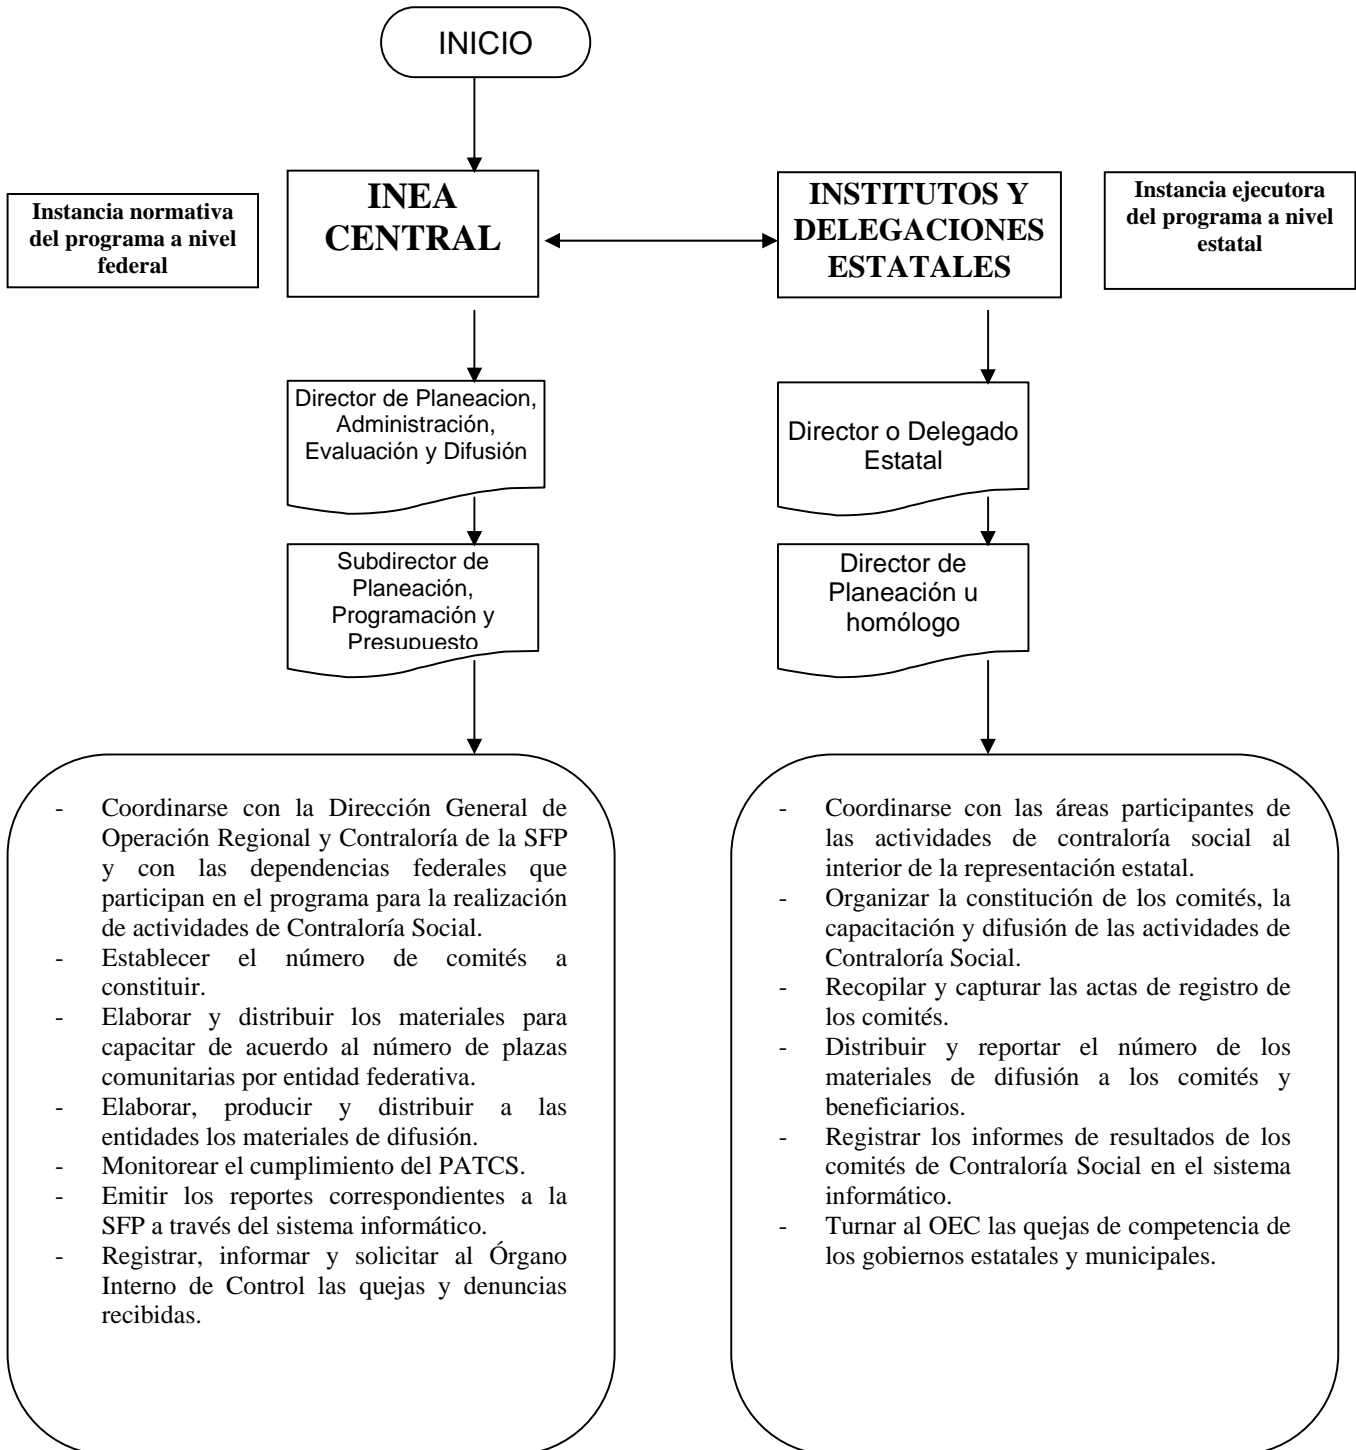 INICIO
Instancia normativa
del programa a nivel
federal
INEA
CENTRAL
INSTITUTOS Y
DELEGACIONES
ESTATALES
Instancia ejecutora
del programa a nivel
estatal
Director de Planeacion,
Administración,
Evaluación y Difusión
Director o Delegado
Estatal
Subdirector de
Planeación,
Programación y
Presupuesto
Director de
Planeación u
homólogo
- Coordinarse con la Dirección General de
Operación Regional y Contraloría de la SFP
y con las dependencias federales que
participan en el programa para la realización
de actividades de Contraloría Social.
- Establecer el número de comités a
constituir.
- Elaborar y distribuir los materiales para
capacitar de acuerdo al número de plazas
comunitarias por entidad federativa.
- Elaborar, producir y distribuir a las
entidades los materiales de difusión.
- Monitorear el cumplimiento del PATCS.
- Emitir los reportes correspondientes a la
SFP a través del sistema informático.
- Registrar, informar y solicitar al Órgano
Interno de Control las quejas y denuncias
recibidas.
- Coordinarse con las áreas participantes de
las actividades de contraloría social al
interior de la representación estatal.
- Organizar la constitución de los comités, la
capacitación y difusión de las actividades de
Contraloría Social.
- Recopilar y capturar las actas de registro de
los comités.
- Distribuir y reportar el número de los
materiales de difusión a los comités y
beneficiarios.
- Registrar los informes de resultados de los
comités de Contraloría Social en el sistema
informático.
- Turnar al OEC las quejas de competencia de
los gobiernos estatales y municipales.